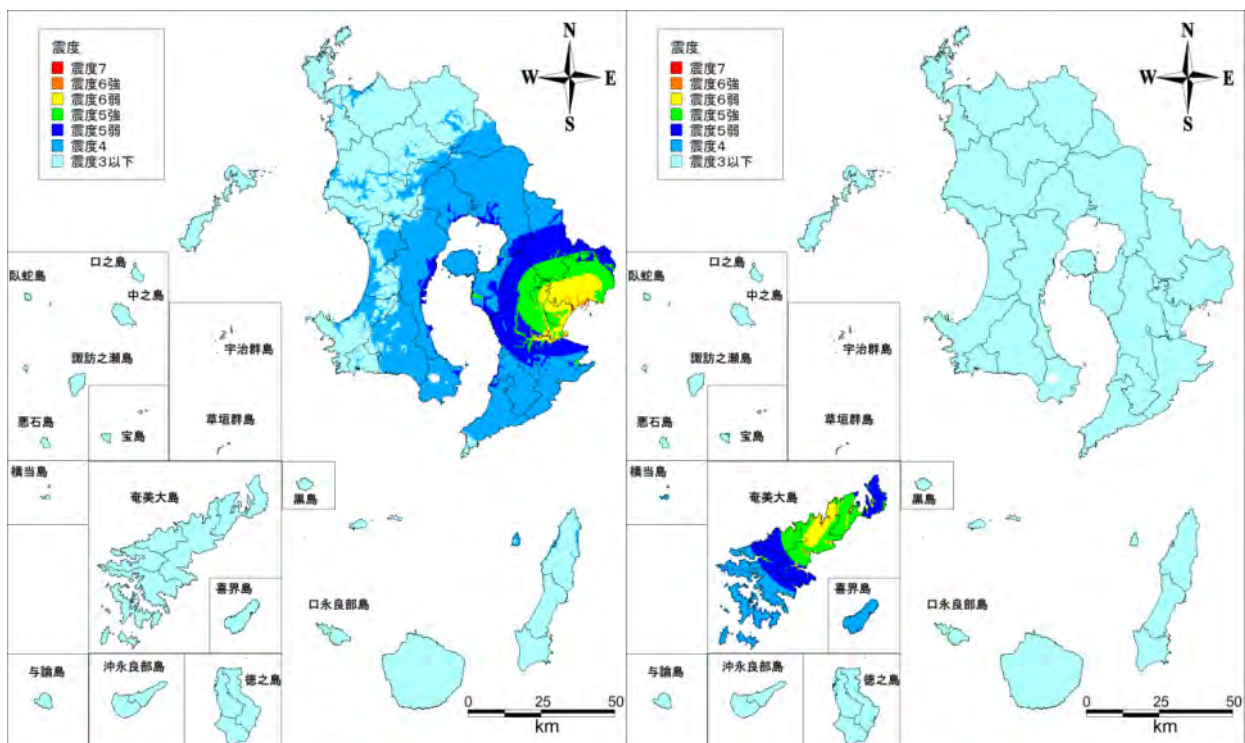 震度
震度7
震度6強
震度6弱
震度5強
震度5弱
震度4
震度3以下
N
W
E
S
臥蛇島
口之島
中之島
諏訪之瀬島
宇治群島
悪石島
宝島
草垣群島
横当島
奄美大島
黒島
喜界島
口永良部島
与論島
沖永良部島
徳之島
0 25 50
km
震度
震度7
震度6強
震度6弱
震度5強
震度5弱
震度4
震度3以下
N
W
E
S
臥蛇島
口之島
中之島
諏訪之瀬島
宇治群島
悪石島
宝島
草垣群島
横当島
奄美大島
黒島
喜界島
口永良部島
与論島
沖永良部島
徳之島
0 25 50
km